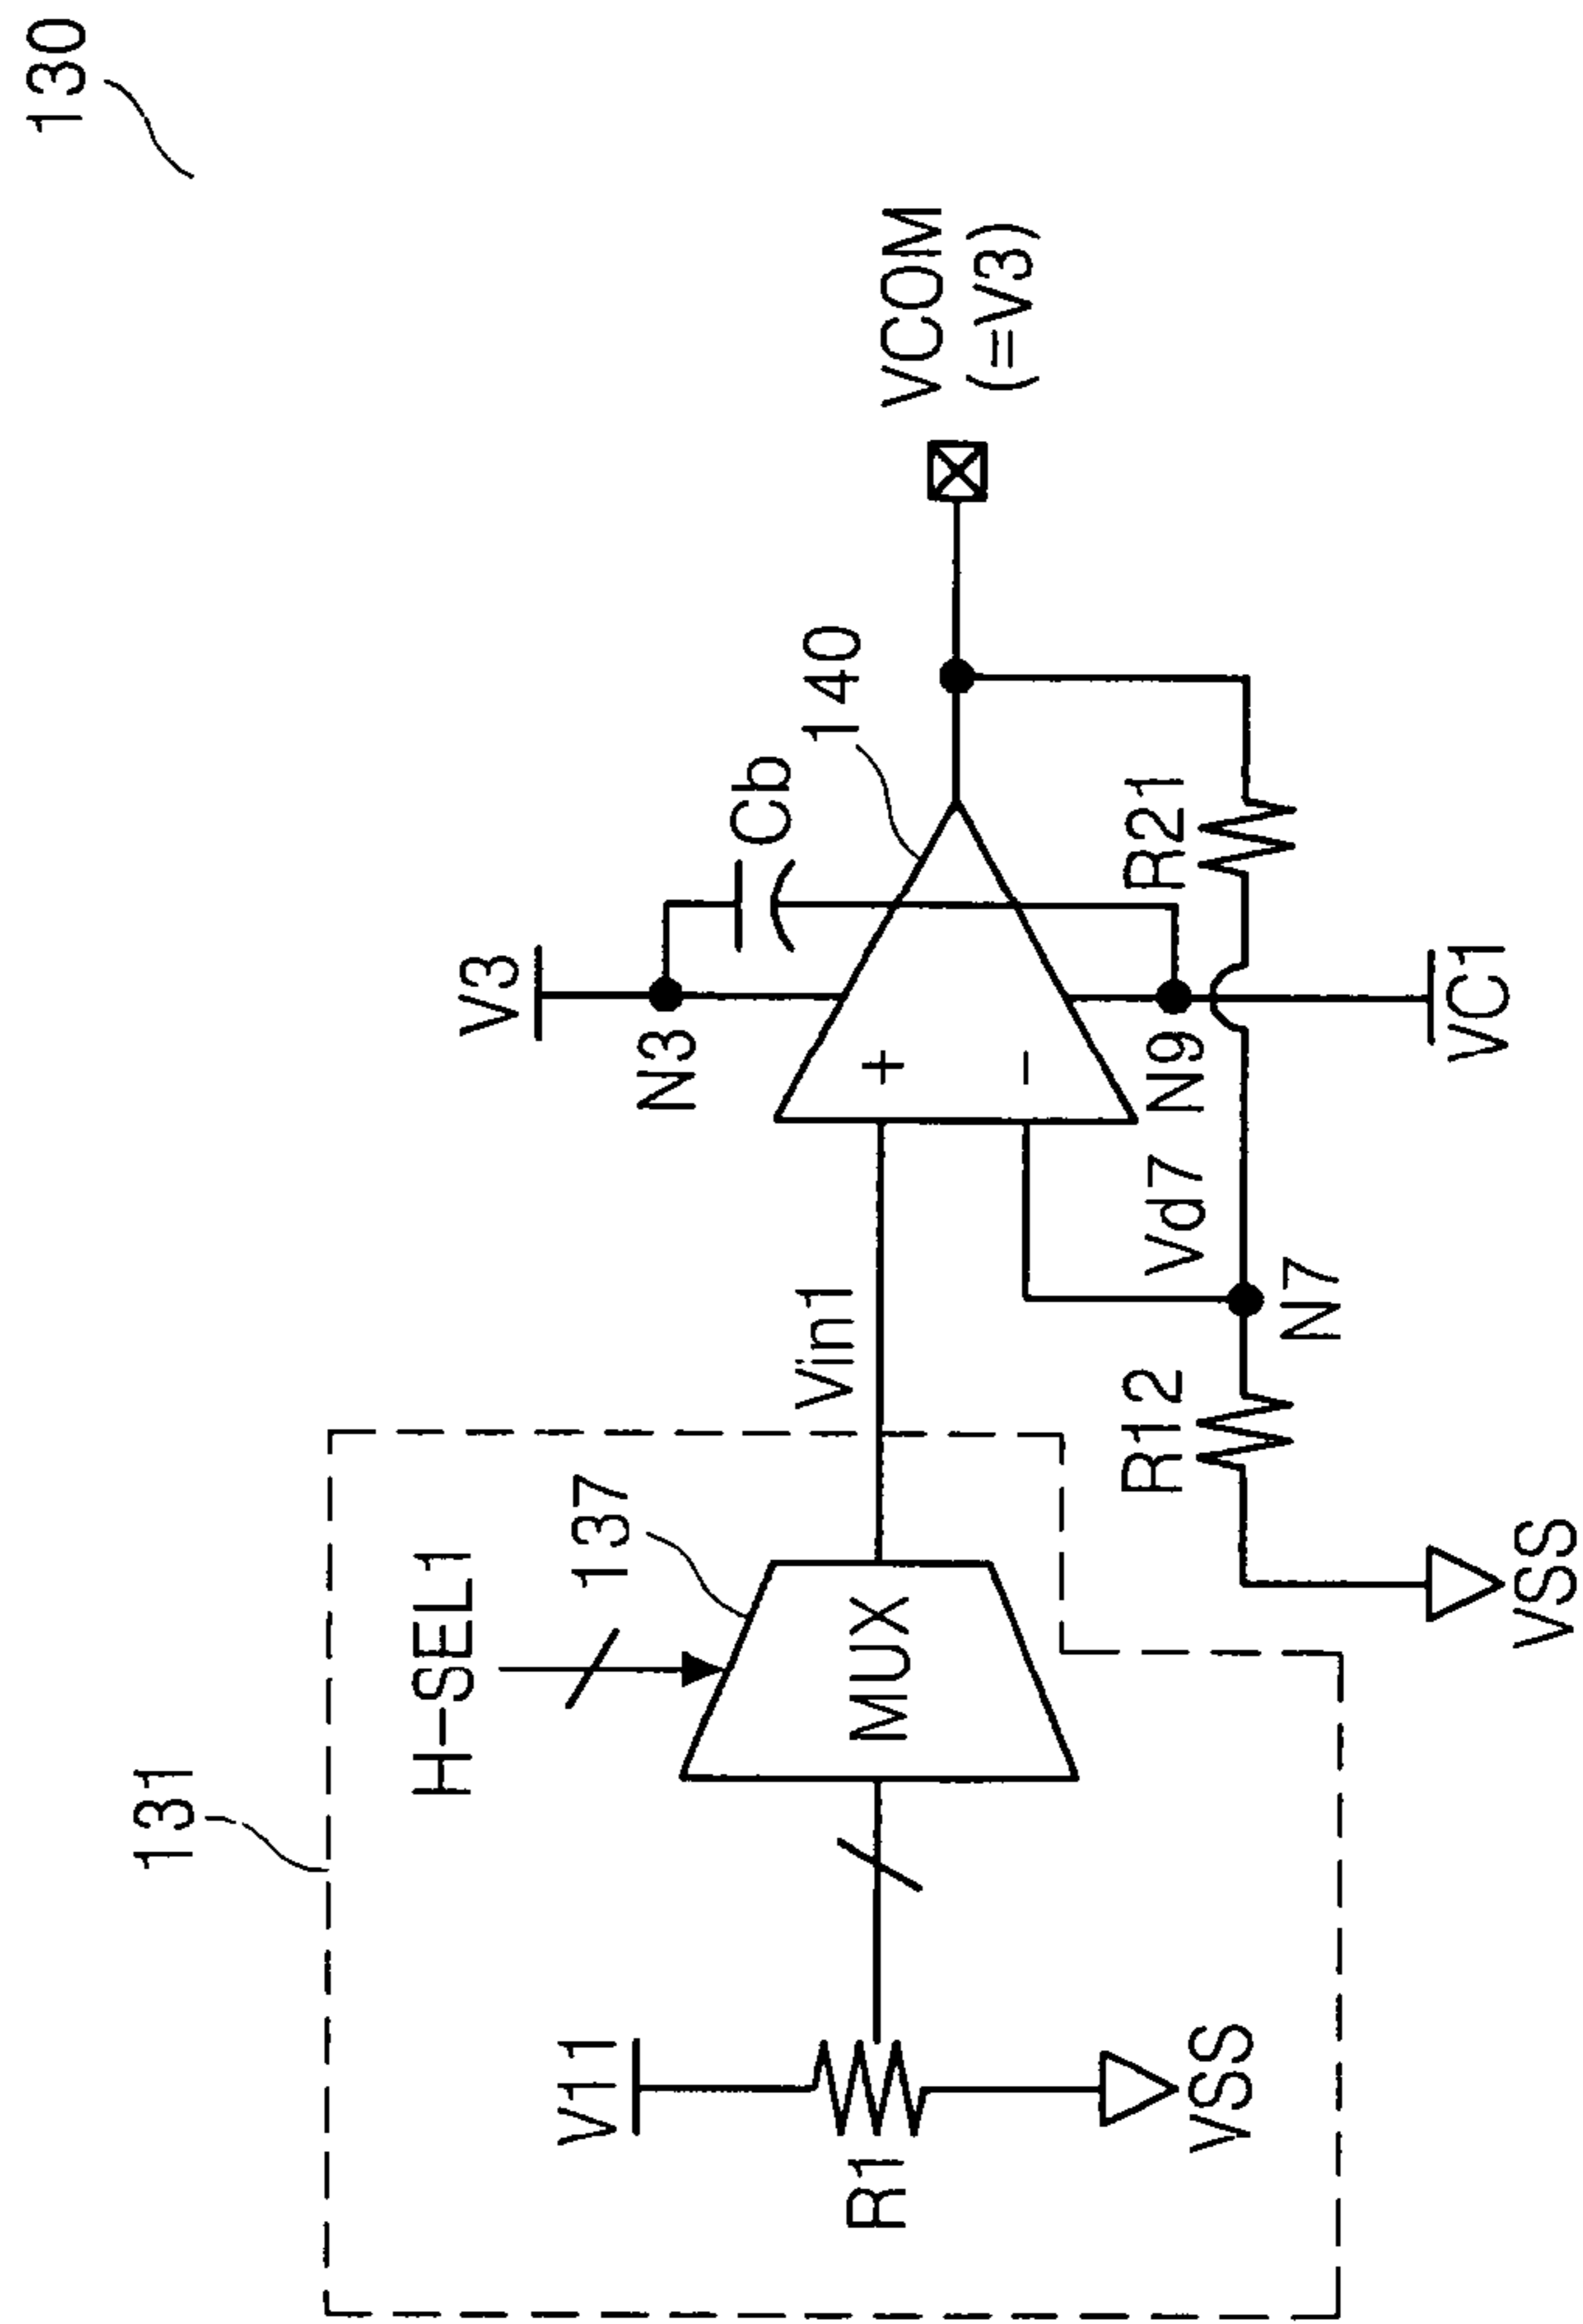 130
131
H-SEL1
137
V11
R1
VSS
MUX
Vin1
V3
N3
Cb
140
+
-
VCOM
(=V3)
Vd7
N9
R21
VC1
N7
R12
VSS